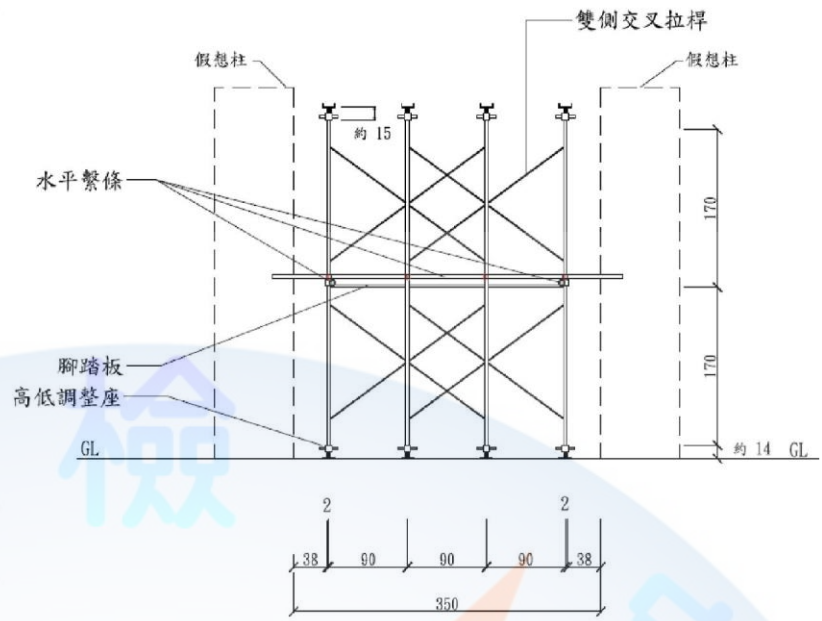 雙側交叉拉桿
假想柱
假想柱
約 15
水平繫條
170
腳踏板
170
高低調整座
檢
GL
約 14
GL
2
2
38
90
90
90
38
350